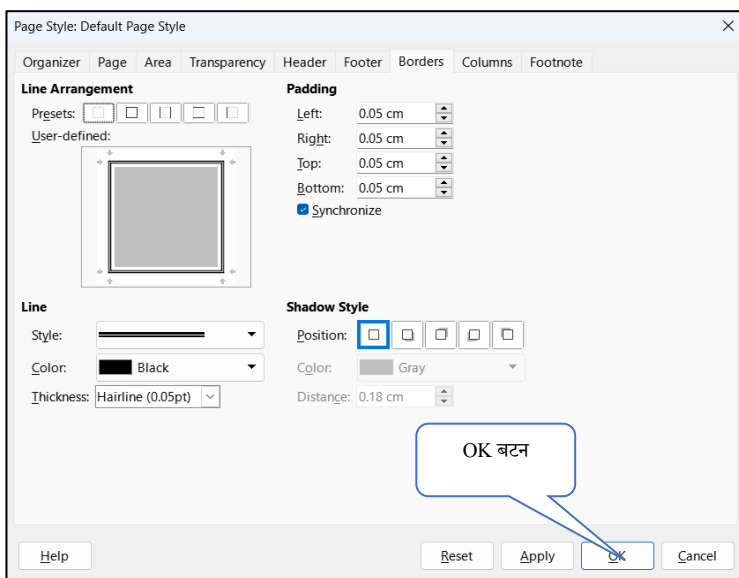 Page Style: Default Page Style
Organizer Page Area Transparency Header Footer Borders Columns Footnote
Line Arrangement
Presets:
User-defined:
Padding
Left: 0.05 cm
Right: 0.05 cm
Top: 0.05 cm
Bottom: 0.05 cm
Synchronize
Line
Style:
Color: Black
Thickness: Hairline (0.05pt)
Shadow Style
Position:
Color: Gray
Distance: 0.18 cm
OK बटन
Help Reset Apply OK Cancel